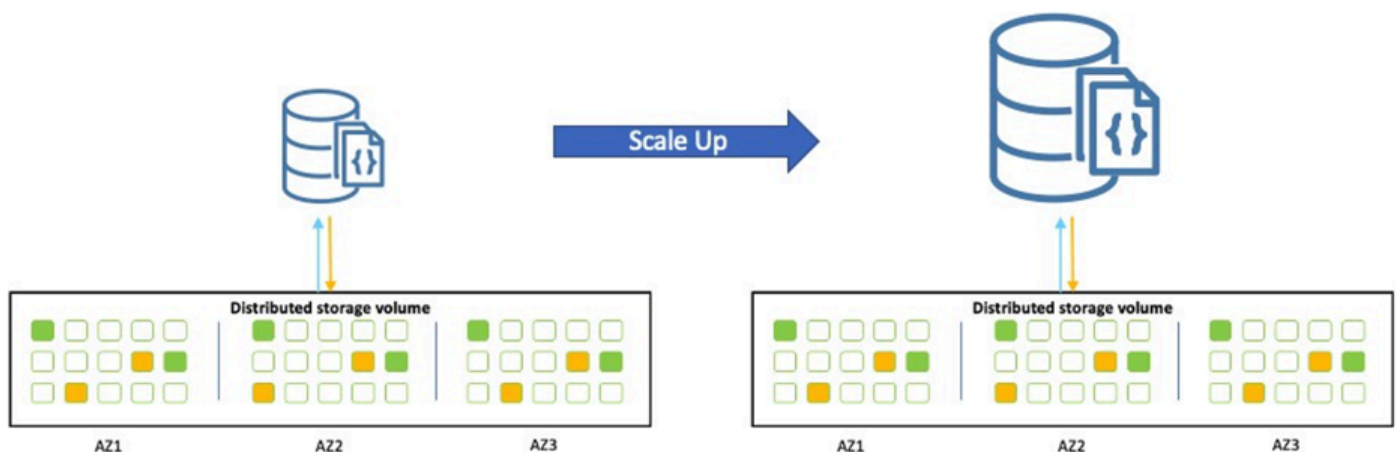 Scale Up
{}
{}
Distributed storage volume
Distributed storage volume
AZ1
AZ2
AZ3
AZ1
AZ2
AZ3